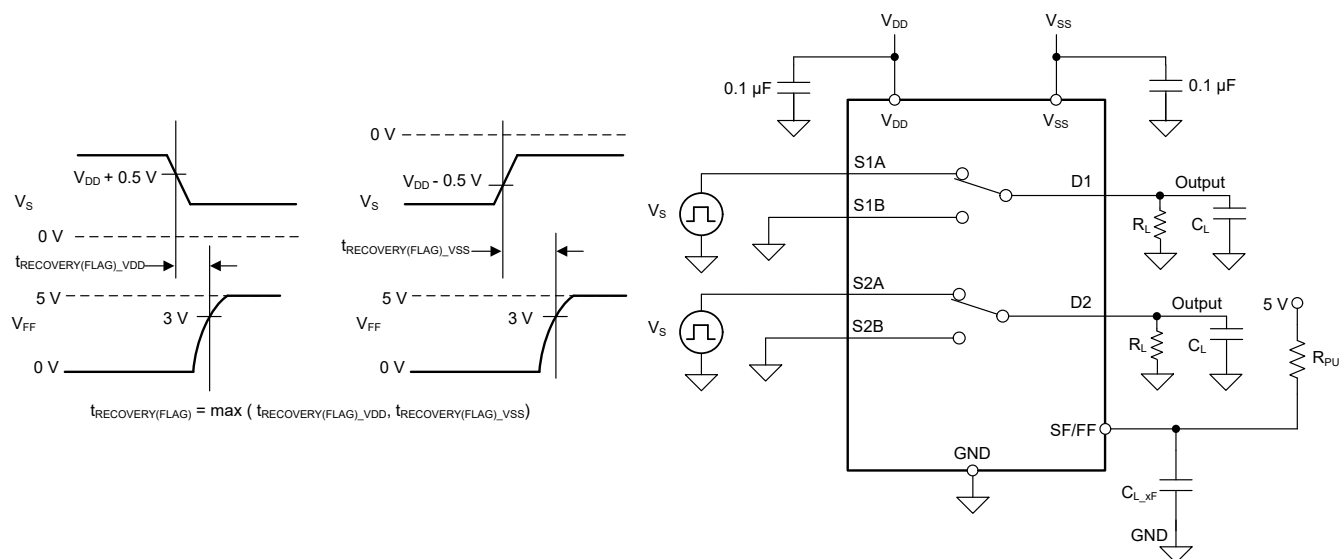 0 V
V_DD + 0.5 V
V_S
0 V
t_RECOVERY(FLAG)_VDD
5 V
3 V
V_FF
0 V
0 V
V_DD - 0.5 V
V_S
t_RECOVERY(FLAG)_VSS
5 V
3 V
V_FF
0 V
t_RECOVERY(FLAG) = max ( t_RECOVERY(FLAG)_VDD, t_RECOVERY(FLAG)_VSS)
V_DD
V_SS
0.1 µF
0.1 µF
V_DD
V_SS
S1A
D1
Output
V_S
S1B
R_L
C_L
S2A
D2
Output
5 V
V_S
S2B
R_L
C_L
R_PU
SF/FF
GND
C_L_xF
GND